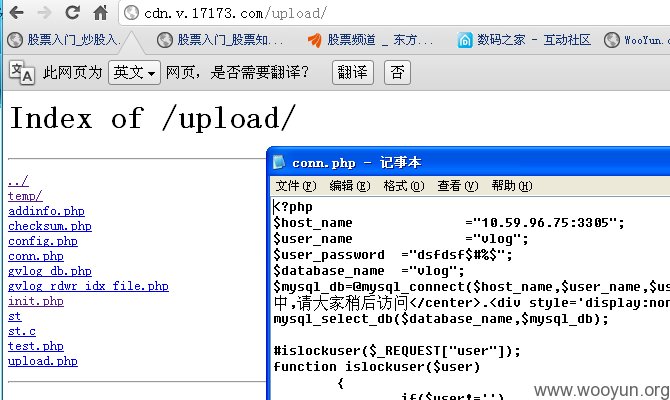 cdn.v.17173.com/upload/
股票入门_炒股入.
股票入门_股票知...
股票频道 _ 东方...
数码之家 - 互动社区
WooYun.o
此网页为 英文 网页，是否需要翻译？ 翻译 否
Index of /upload/
../
temp/
addinfo.php
checksum.php
config.php
conn.php
gvlog_db.php
gvlog_rdwr_idx_file.php
init.php
st
st.c
test.php
upload.php
conn.php - 记事本
文件(F) 编辑(E) 格式(O) 查看(V) 帮助(H)
<?php
$host_name ="10.59.96.75:3305";
$user_name ="vlog";
$user_password ="dsfdsf$#%$";
$database_name ="vlog";
$mysql_db=@mysql_connect($host_name,$user_name,$us
中,请大家稍后访问</center>.<div style='display:non
mysql_select_db($database_name,$mysql_db);
#islockuser($_REQUEST["user"]);
function islockuser($user)
{
if($user!='')
www.wooyun.org